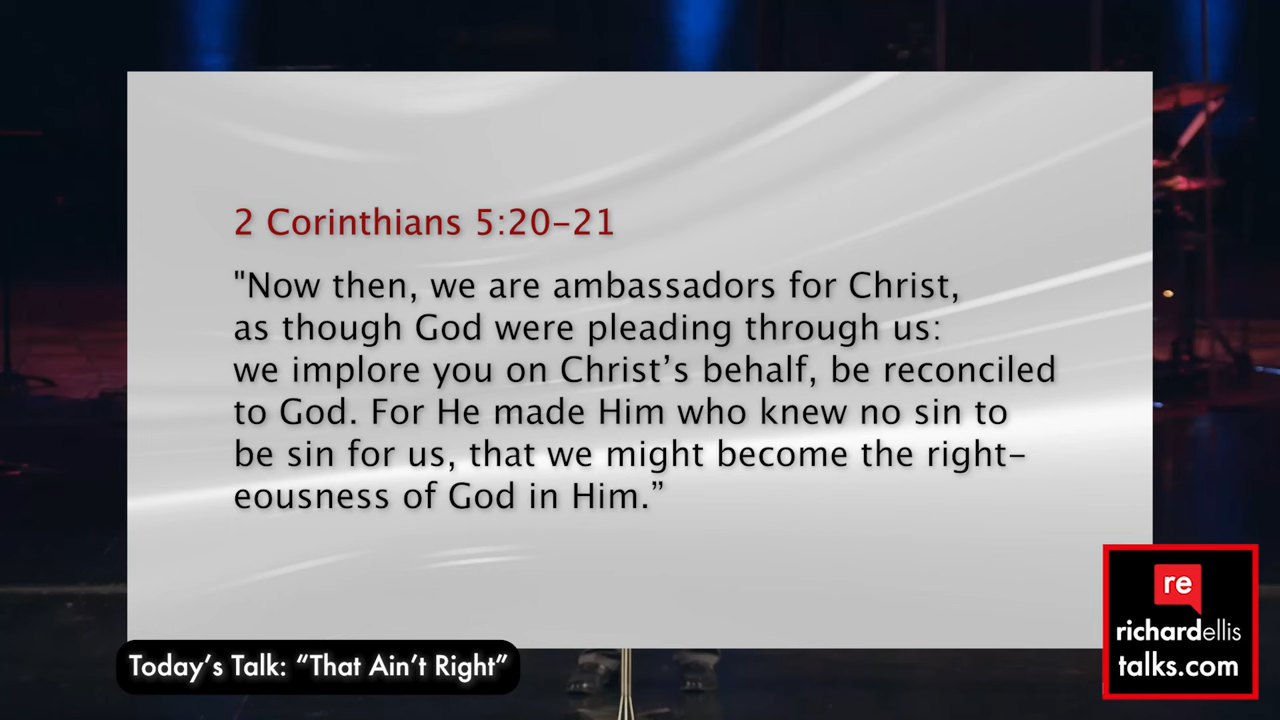 2 Corinthians 5:20–21
"Now then, we are ambassadors for Christ,
as though God were pleading through us:
we implore you on Christ’s behalf, be reconciled
to God. For He made Him who knew no sin to
be sin for us, that we might become the right–
eousness of God in Him.”
re
richardellis
talks.com
Today’s Talk: “That Ain’t Right”